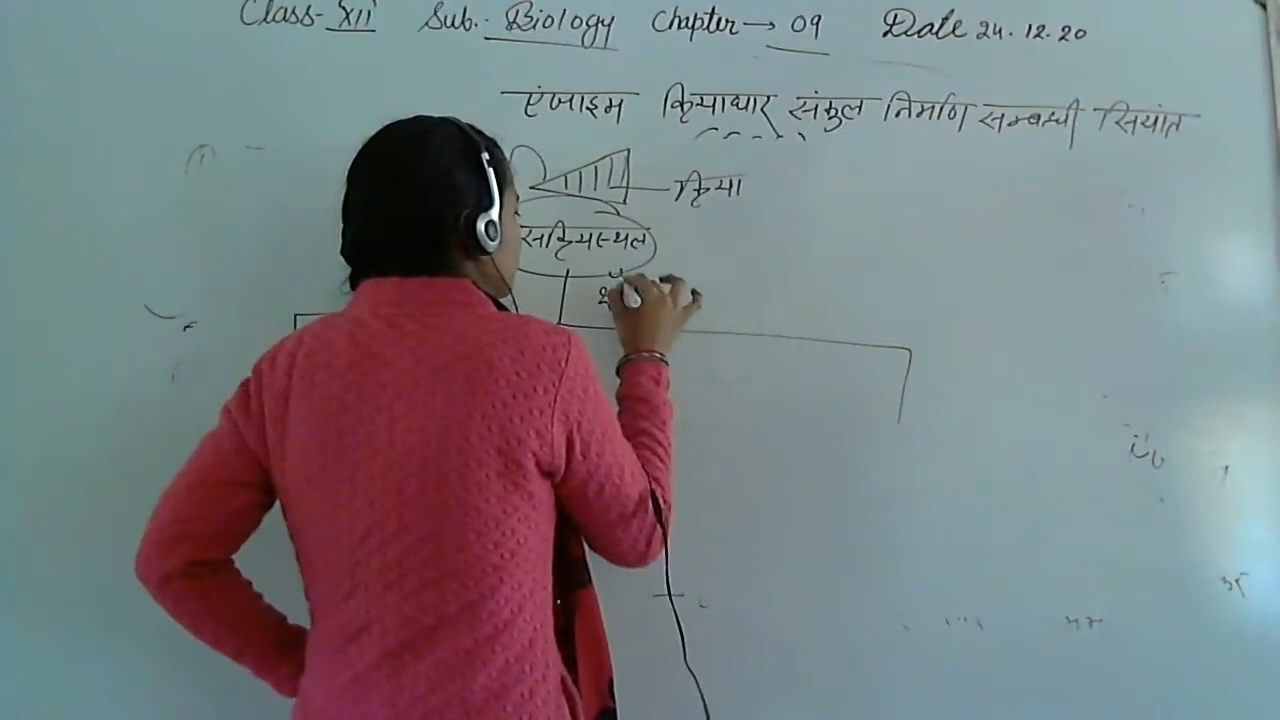 Class- XII Sub.- Biology Chapter → 09 Date 24.12.20
एंजाइम क्रियाधार संकुल निर्माण सम्बन्धी सिधांत
क्रिया
सक्रियस्थल